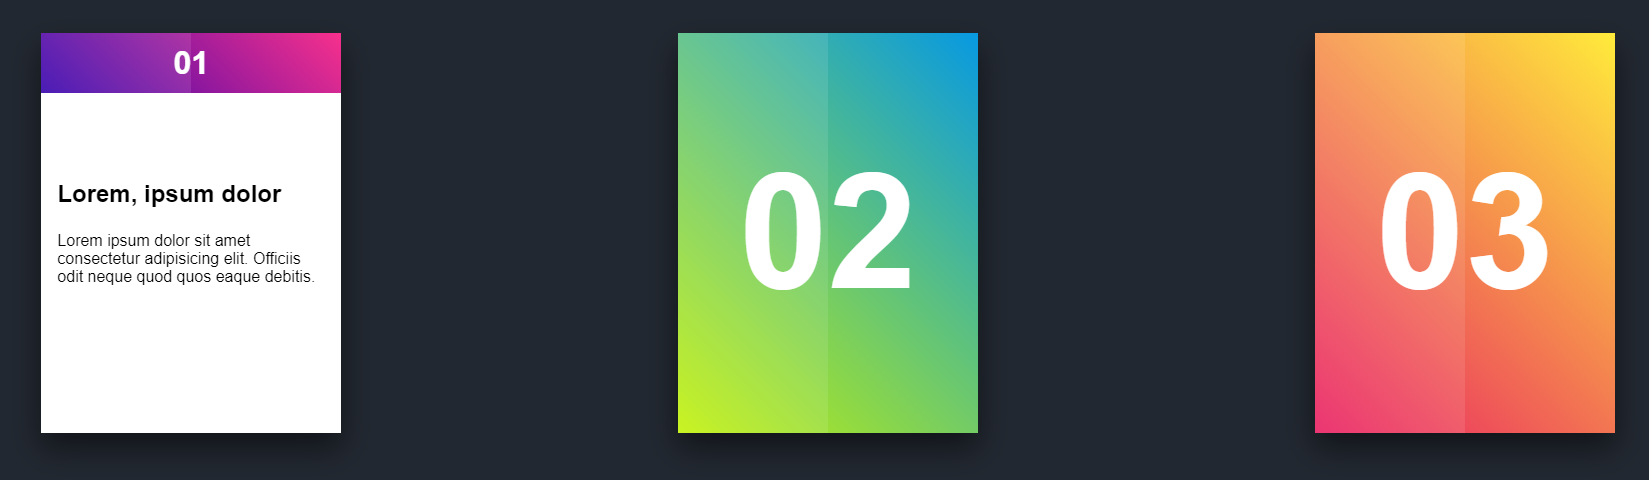 01
Lorem, ipsum dolor
Lorem ipsum dolor sit amet
consectetur adipisicing elit. Officiis
odit neque quod quos eaque debitis.
02
03